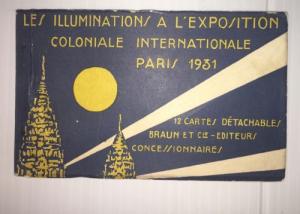 LES ILLUMINATIONS A L'EXPOSITION
COLONIALE INTERNATIONALE
PARIS 1931
12 CARTES DÉTACHABLES
BRAUN ET CIE - EDITEURS
CONCESSIONNAIRES